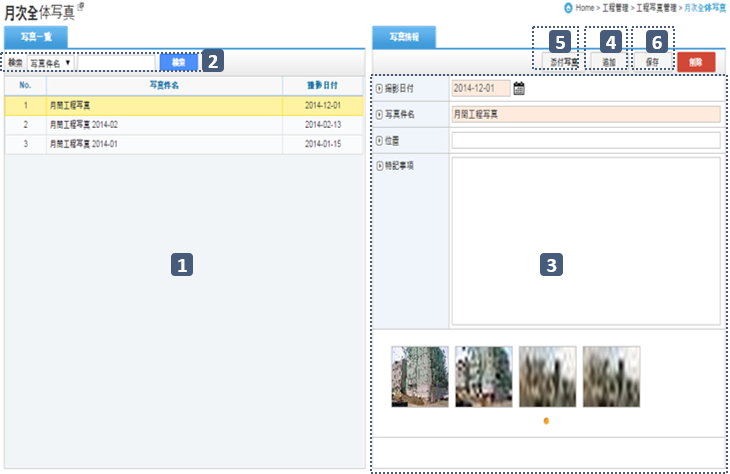 月次全体写真
Home > 工程管理 > 工程写真管理 > 月次全体写真
写真一覧
検索 写真件名 ▼ 検索 2
No. 写真件名 撮影日付
1 月間工程写真 2014-12-01
2 月間工程写真 2014-02 2014-02-13
3 月間工程写真 2014-01 2014-01-15
1
写真情報
5 4 6
添付写真 追加 保存 削除
撮影日付 2014-12-01
写真件名 月間工程写真
位置
特記事項
3